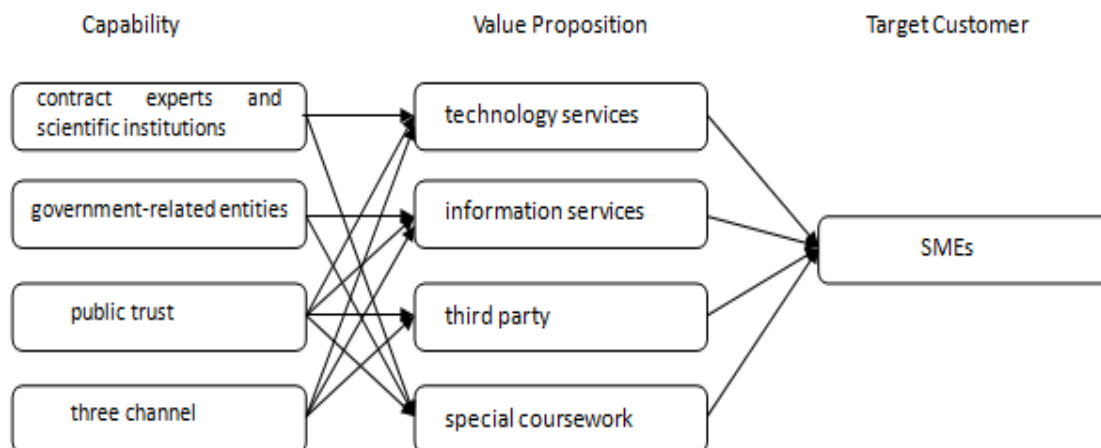 Capability Value Proposition Target Customer
contract experts and
scientific institutions
technology services
government-related entities
information services
SMEs
public trust
third party
three channel
special coursework